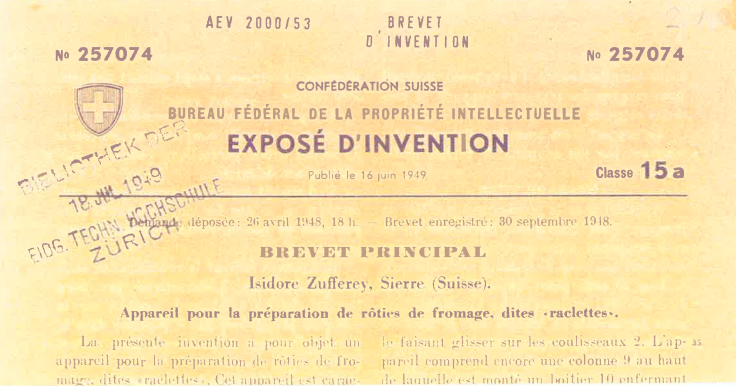 AEV 2000/53 BREVET
D'INVENTION
No 257074 No 257074
CONFÉDÉRATION SUISSE
BUREAU FÉDÉRAL DE LA PROPRIÉTÉ INTELLECTUELLE
EXPOSÉ D'INVENTION
Publié le 16 juin 1949
Classe 15a
BIBLIOTHEK DER
18. JUL. 1949
EIDG. TECHN. HOCHSCHULE
ZÜRICH
Demande déposée: 26 avril 1948, 18 h. — Brevet enregistré: 30 septembre 1948.
BREVET PRINCIPAL
Isidore Zufferey, Sierre (Suisse).
Appareil pour la préparation de rôties de fromage, dites «raclettes».
La présente invention a pour objet un
appareil pour la préparation de rôties de fro-
mage, dites «raclettes». Cet appareil est carac-
le faisant glisser sur les coulisseaux 2. L'ap- 35
pareil comprend encore une colonne 9 au haut
de laquelle est monté un boîtier 10 enfermant